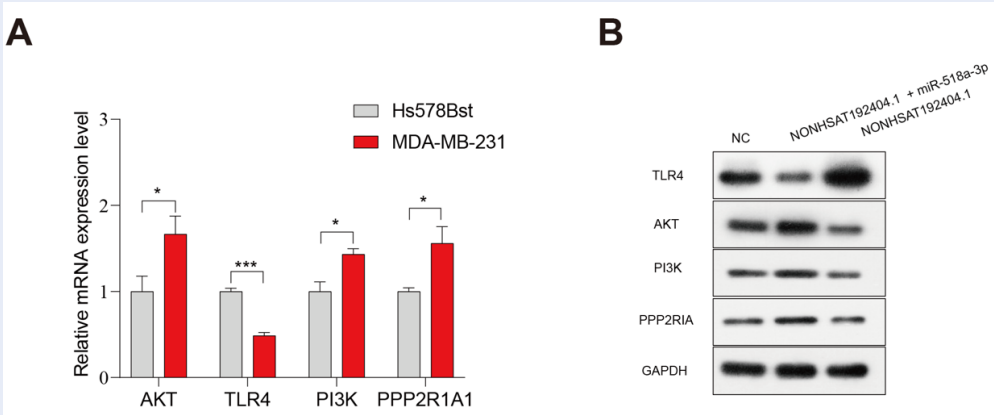 A
Relative mRNA expression level
3
2
1
0
Hs578Bst
MDA-MB-231
*
***
*
*
AKT TLR4 PI3K PPP2R1A1
B
NC
NONHSAT192404.1 + miR-518a-3p
NONHSAT192404.1
TLR4
AKT
PI3K
PPP2RIA
GAPDH